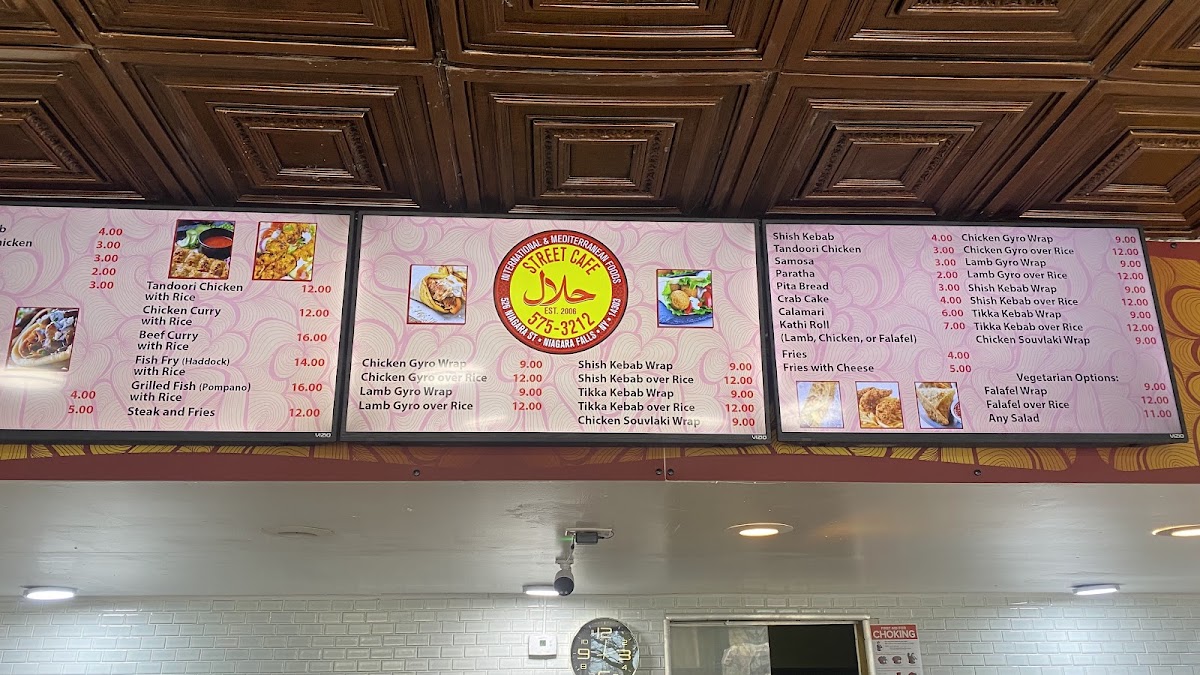 b 4.00
hicken 3.00
3.00
2.00
3.00
4.00
5.00
Tandoori Chicken 12.00
with Rice
Chicken Curry 12.00
with Rice
Beef Curry 16.00
with Rice
Fish Fry (Haddock) 14.00
with Rice
Grilled Fish (Pompano) 16.00
with Rice
Steak and Fries 12.00
VIZIO
INTERNATIONAL & MEDITERRANEAN FOODS
STREET CAFE
حلال
EST. 2006
575-3212
NIAGARA ST • NIAGARA FALLS • NY •
Chicken Gyro Wrap 9.00
Chicken Gyro over Rice 12.00
Lamb Gyro Wrap 9.00
Lamb Gyro over Rice 12.00
Shish Kebab Wrap 9.00
Shish Kebab over Rice 12.00
Tikka Kebab Wrap 9.00
Tikka Kebab over Rice 12.00
Chicken Souvlaki Wrap 9.00
VIZIO
Shish Kebab 4.00
Tandoori Chicken 3.00
Samosa 3.00
Paratha 2.00
Pita Bread 3.00
Crab Cake 4.00
Calamari 6.00
Kathi Roll 7.00
(Lamb, Chicken, or Falafel)
Fries 4.00
Fries with Cheese 5.00
Chicken Gyro Wrap 9.00
Chicken Gyro over Rice 12.00
Lamb Gyro Wrap 9.00
Lamb Gyro over Rice 12.00
Shish Kebab Wrap 9.00
Shish Kebab over Rice 12.00
Tikka Kebab Wrap 9.00
Tikka Kebab over Rice 12.00
Chicken Souvlaki Wrap 9.00
Vegetarian Options:
Falafel Wrap 9.00
Falafel over Rice 12.00
Any Salad 11.00
VIZIO
12
3
9
CHOKING